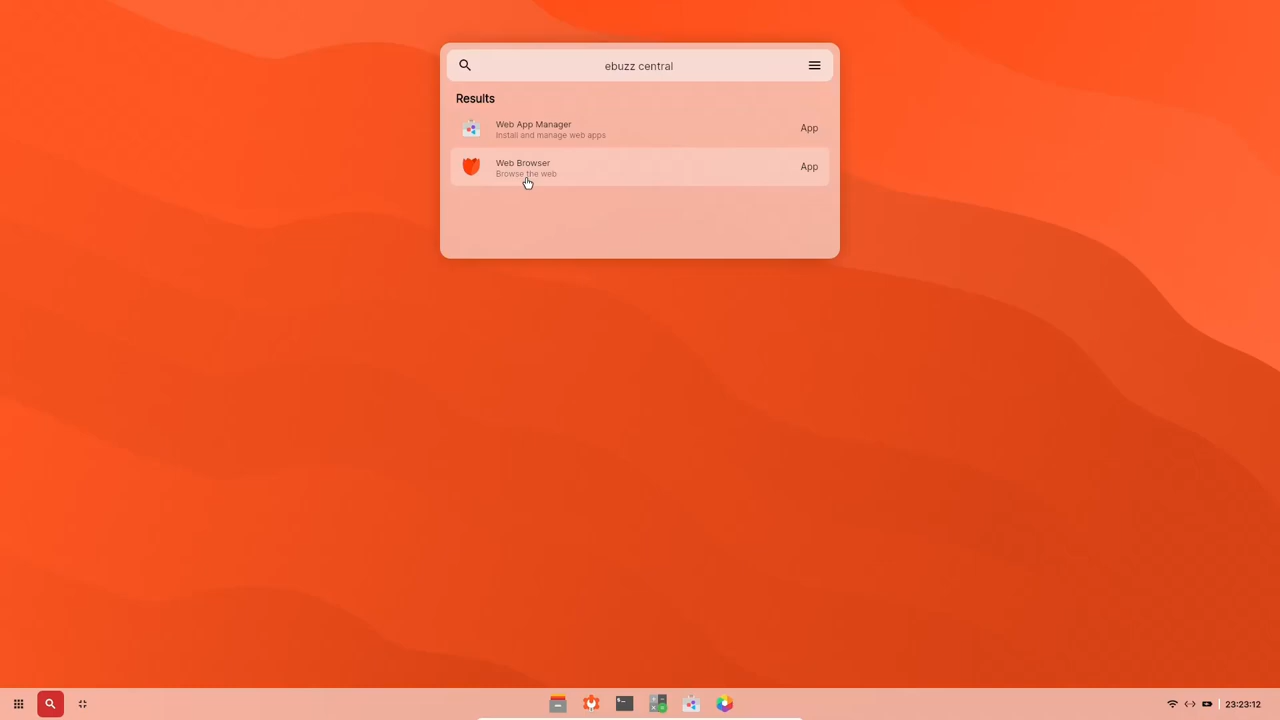 ebuzz central
Results
Web App Manager
Install and manage web apps
App
Web Browser
Browse the web
App
23:23:12